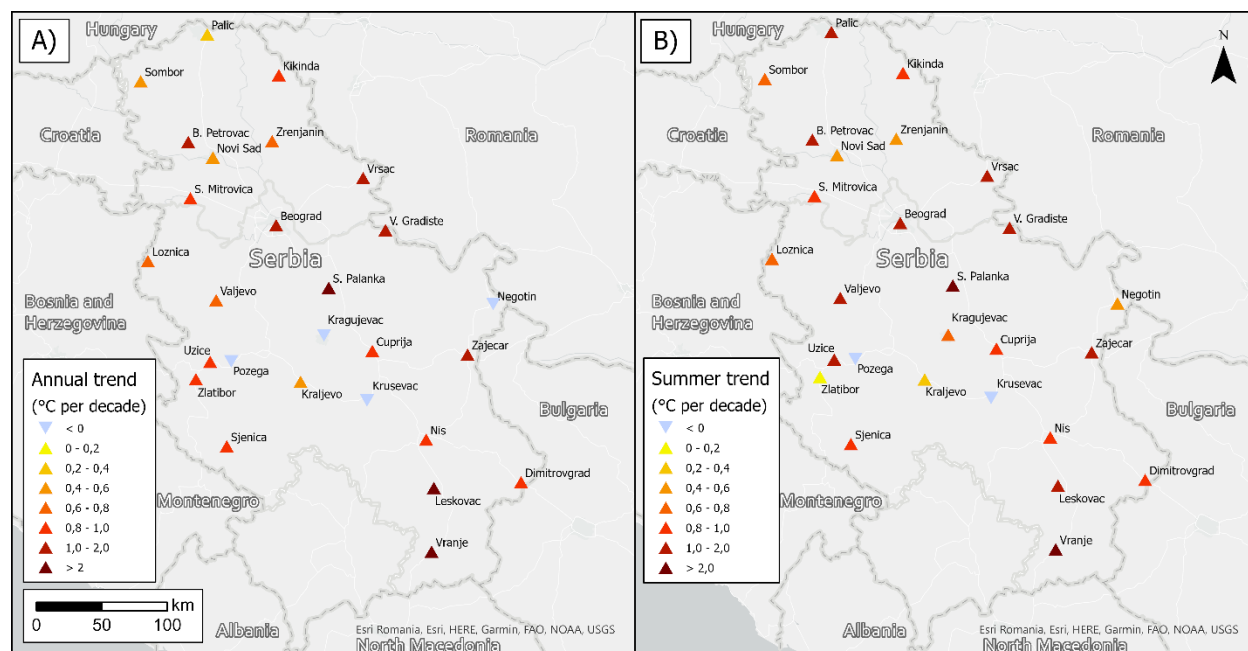 A)
Hungary
Palic
Sombor
Kikinda
Croatia
B. Petrovac
Zrenjanin
Romania
Novi Sad
Vrsac
S. Mitrovica
Beograd
V. Gradiste
Loznica
Serbia
S. Palanka
Bosnia and
Herzegovina
Valjevo
Negotin
Kragujevac
Cuprija
Zajecar
Uzice
Pozega
Zlatibor
Kraljevo
Krusevac
Bulgaria
Sjenica
Nis
Dimitrovgrad
Montenegro
Leskovac
Vranje
Annual trend
(°C per decade)
< 0
0 - 0,2
0,2 - 0,4
0,4 - 0,6
0,6 - 0,8
0,8 - 1,0
1,0 - 2,0
> 2
km
0 50 100
Albania
Esri Romania, Esri, HERE, Garmin, FAO, NOAA, USGS
North Macedonia
B)
N
Hungary
Palic
Sombor
Kikinda
Croatia
B. Petrovac
Zrenjanin
Romania
Novi Sad
Vrsac
S. Mitrovica
Beograd
V. Gradiste
Loznica
Serbia
S. Palanka
Bosnia and
Herzegovina
Valjevo
Negotin
Kragujevac
Cuprija
Zajecar
Uzice
Pozega
Zlatibor
Kraljevo
Krusevac
Bulgaria
Sjenica
Nis
Dimitrovgrad
Montenegro
Leskovac
Vranje
Summer trend
(°C per decade)
< 0
0 - 0,2
0,2 - 0,4
0,4 - 0,6
0,6 - 0,8
0,8 - 1,0
1,0 - 2,0
> 2,0
Albania
Esri Romania, Esri, HERE, Garmin, FAO, NOAA, USGS
North Macedonia